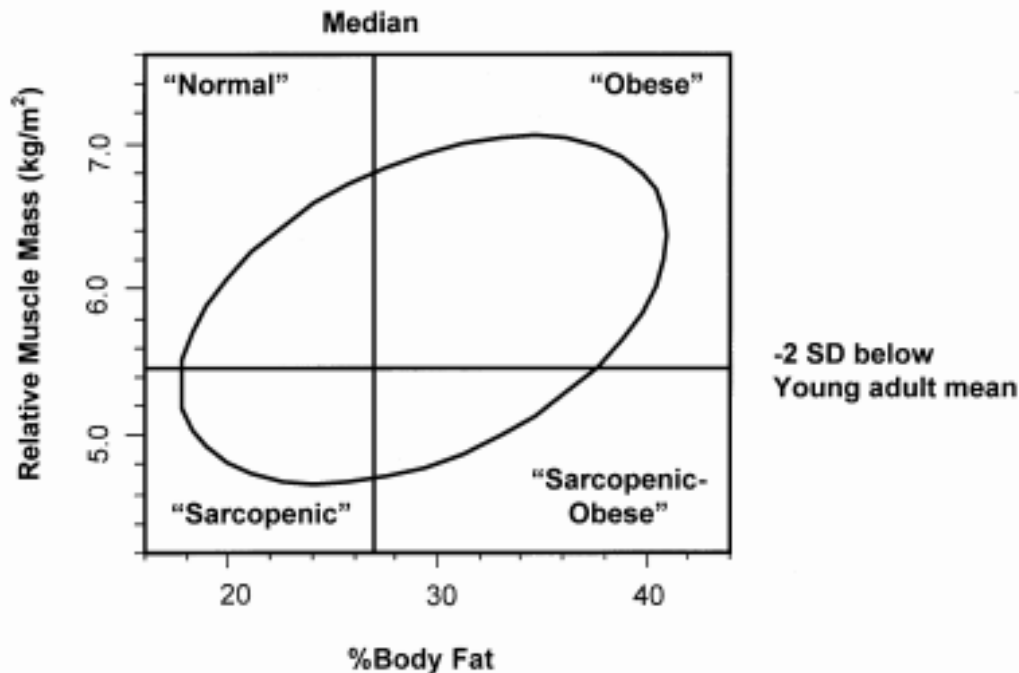 Median
“Normal”
“Obese”
Relative Muscle Mass (kg/m²)
7.0
6.0
5.0
-2 SD below
Young adult mean
“Sarcopenic”
“Sarcopenic-
Obese”
20
30
40
%Body Fat